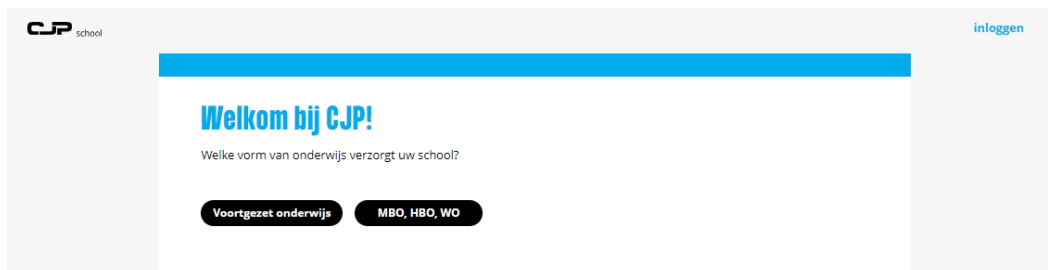 CJP school
inloggen
Welkom bij CJP!
Welke vorm van onderwijs verzorgt uw school?
Voortgezet onderwijs
MBO, HBO, WO